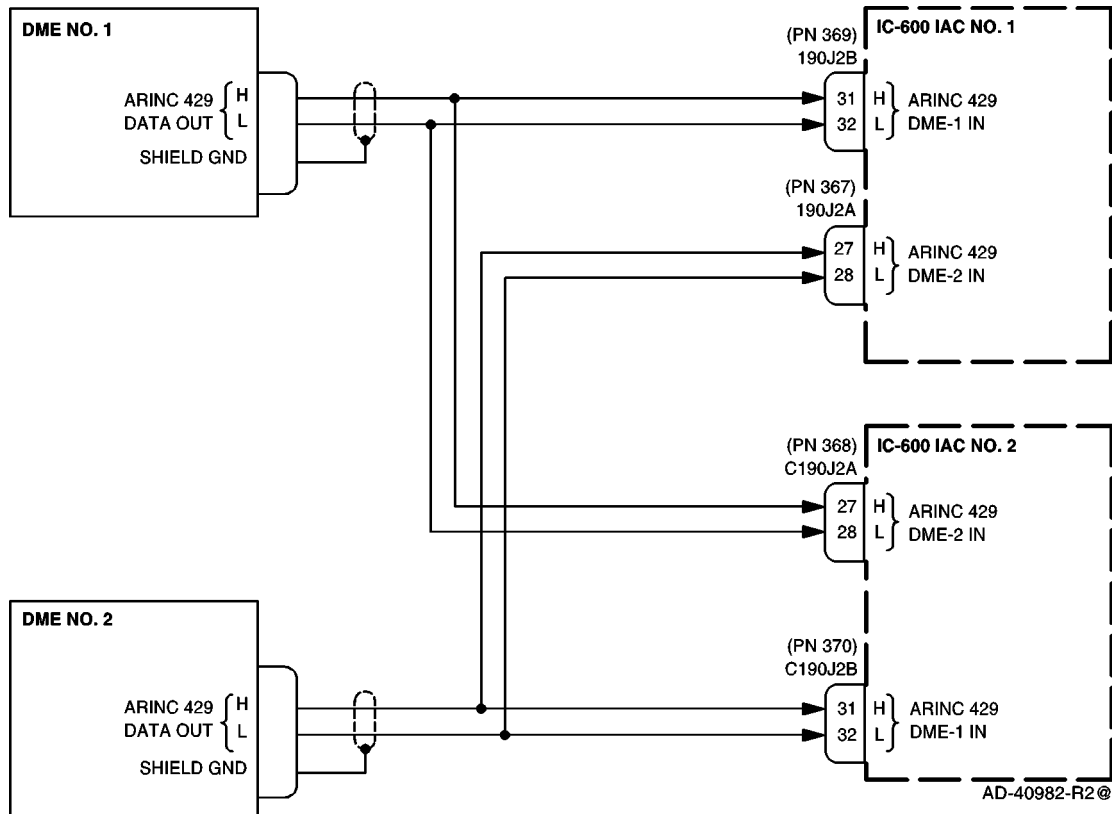 DME NO. 1
ARINC 429 H
DATA OUT L
SHIELD GND
(PN 369)
190J2B
IC-600 IAC NO. 1
31 H ARINC 429
32 L DME-1 IN
(PN 367)
190J2A
27 H ARINC 429
28 L DME-2 IN
(PN 368)
C190J2A
IC-600 IAC NO. 2
27 H ARINC 429
28 L DME-2 IN
DME NO. 2
ARINC 429 H
DATA OUT L
SHIELD GND
(PN 370)
C190J2B
31 H ARINC 429
32 L DME-1 IN
AD-40982-R2@